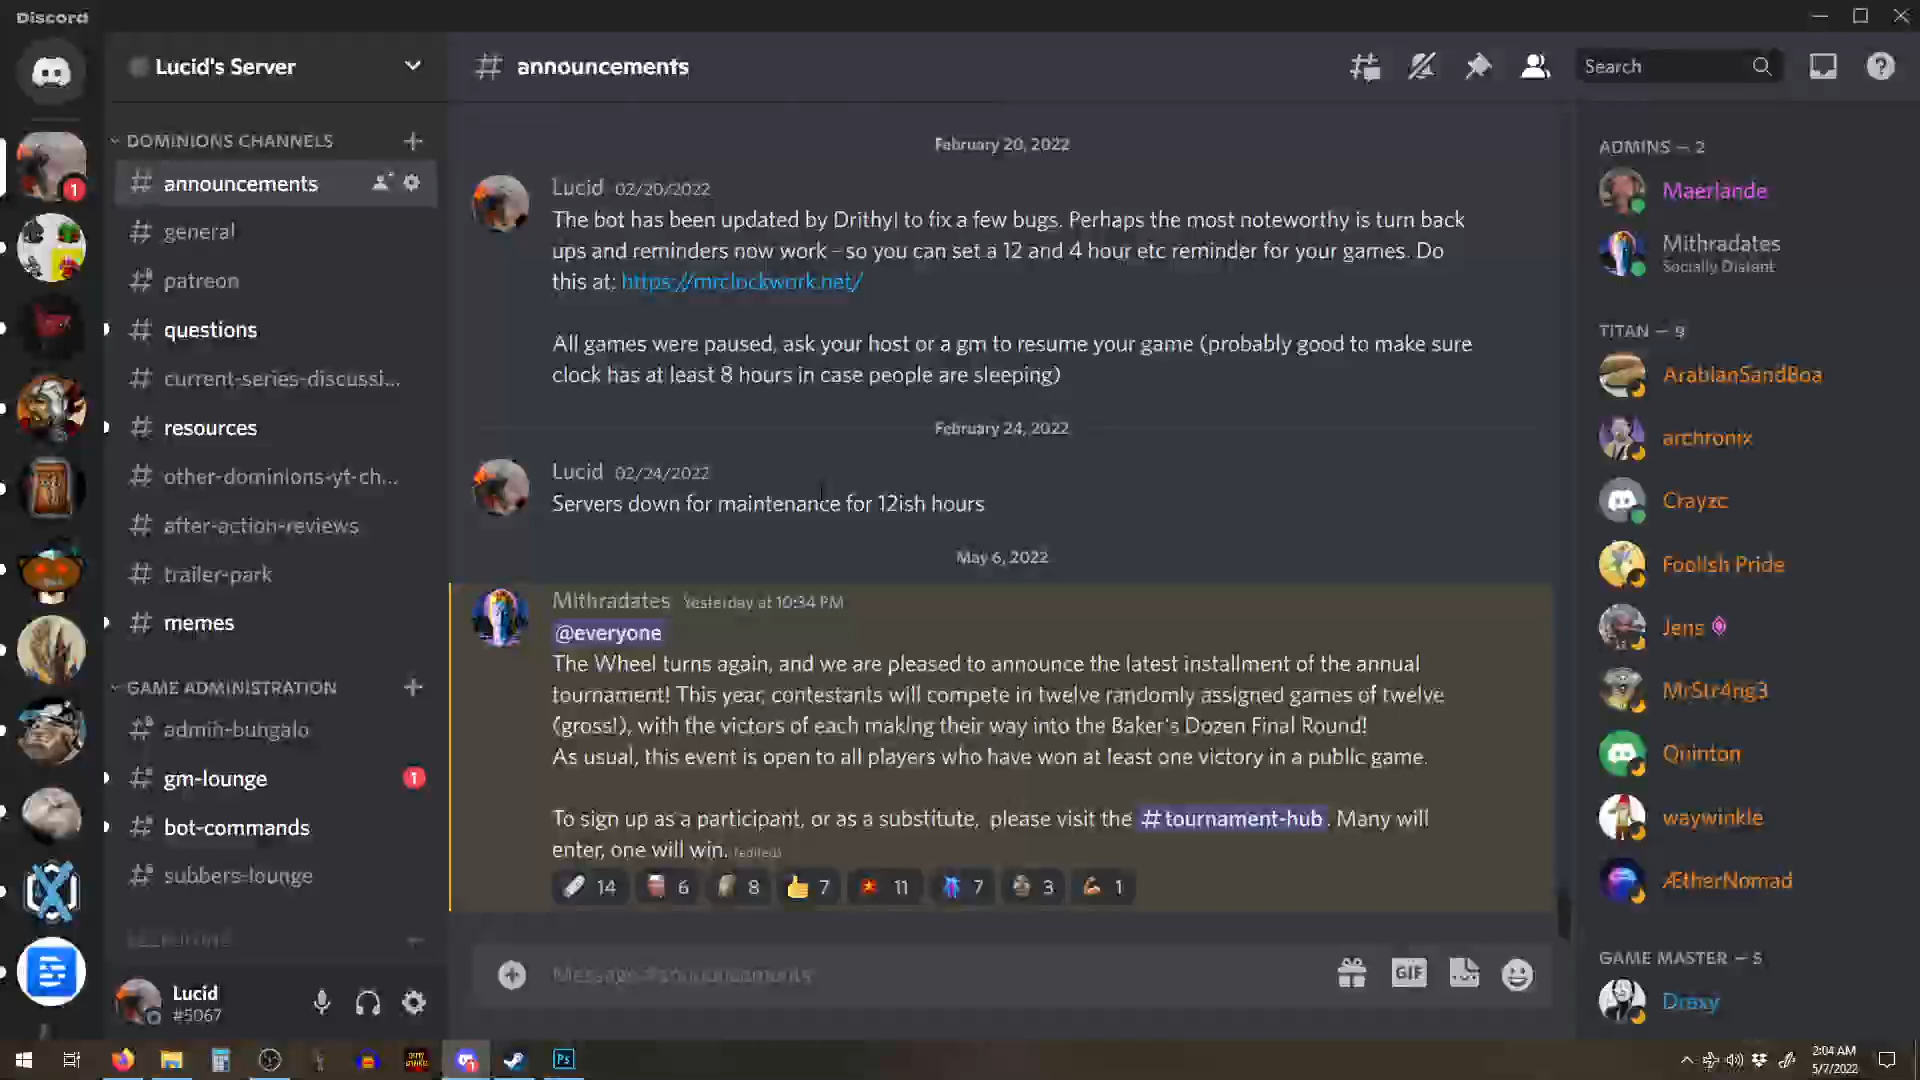 Discord
Lucid's Server
DOMINIONS CHANNELS
announcements
general
patreon
questions
current-series-discussi...
resources
other-dominions-yt-ch...
after-action-reviews
trailer-park
memes
GAME ADMINISTRATION
admin-bungalo
gm-lounge
1
bot-commands
subbers-lounge
Lucid
#5067
1
announcements
Search
February 20, 2022
Lucid 02/20/2022
The bot has been updated by Drithyl to fix a few bugs. Perhaps the most noteworthy is turn back
ups and reminders now work - so you can set a 12 and 4 hour etc reminder for your games. Do
this at: https://mrclockwork.net/
All games were paused, ask your host or a gm to resume your game (probably good to make sure
clock has at least 8 hours in case people are sleeping)
February 24, 2022
Lucid 02/24/2022
Servers down for maintenance for 12ish hours
May 6, 2022
Mithradates Yesterday at 10:34 PM
@everyone
The Wheel turns again, and we are pleased to announce the latest installment of the annual
tournament! This year, contestants will compete in twelve randomly assigned games of twelve
(gross!), with the victors of each making their way into the Baker's Dozen Final Round!
As usual, this event is open to all players who have won at least one victory in a public game.
To sign up as a participant, or as a substitute, please visit the #tournament-hub. Many will
enter, one will win. (edited)
14 6 8 7 11 7 3 1
Message #announcements
GIF
ADMINS — 2
Maerlande
Mithradates
Socially Distant
TITAN — 9
ArabianSandBoa
archronix
Crayzc
Foolish Pride
Jens
MrStr4ng3
Quinton
waywinkle
ÆtherNomad
GAME MASTER — 5
Draxy
Ps
2:04 AM
5/7/2022